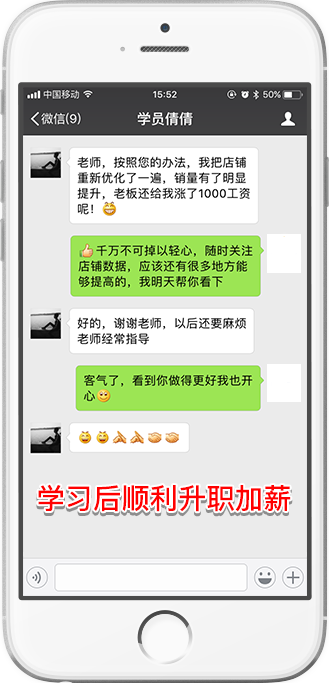 中国移动 15:52 50%
微信(9) 学员倩倩
老师，按照您的办法，我把店铺
重新优化了一遍，销量有了明显
提升，老板还给我涨了1000工资
呢！😁
👍千万不可掉以轻心，随时关注
店铺数据，应该还有很多地方能
够提高的，我明天帮你看下
好的，谢谢老师，以后还要麻烦
老师经常指导
客气了，看到你做得更好我也开
心🙂
学习后顺利升职加薪